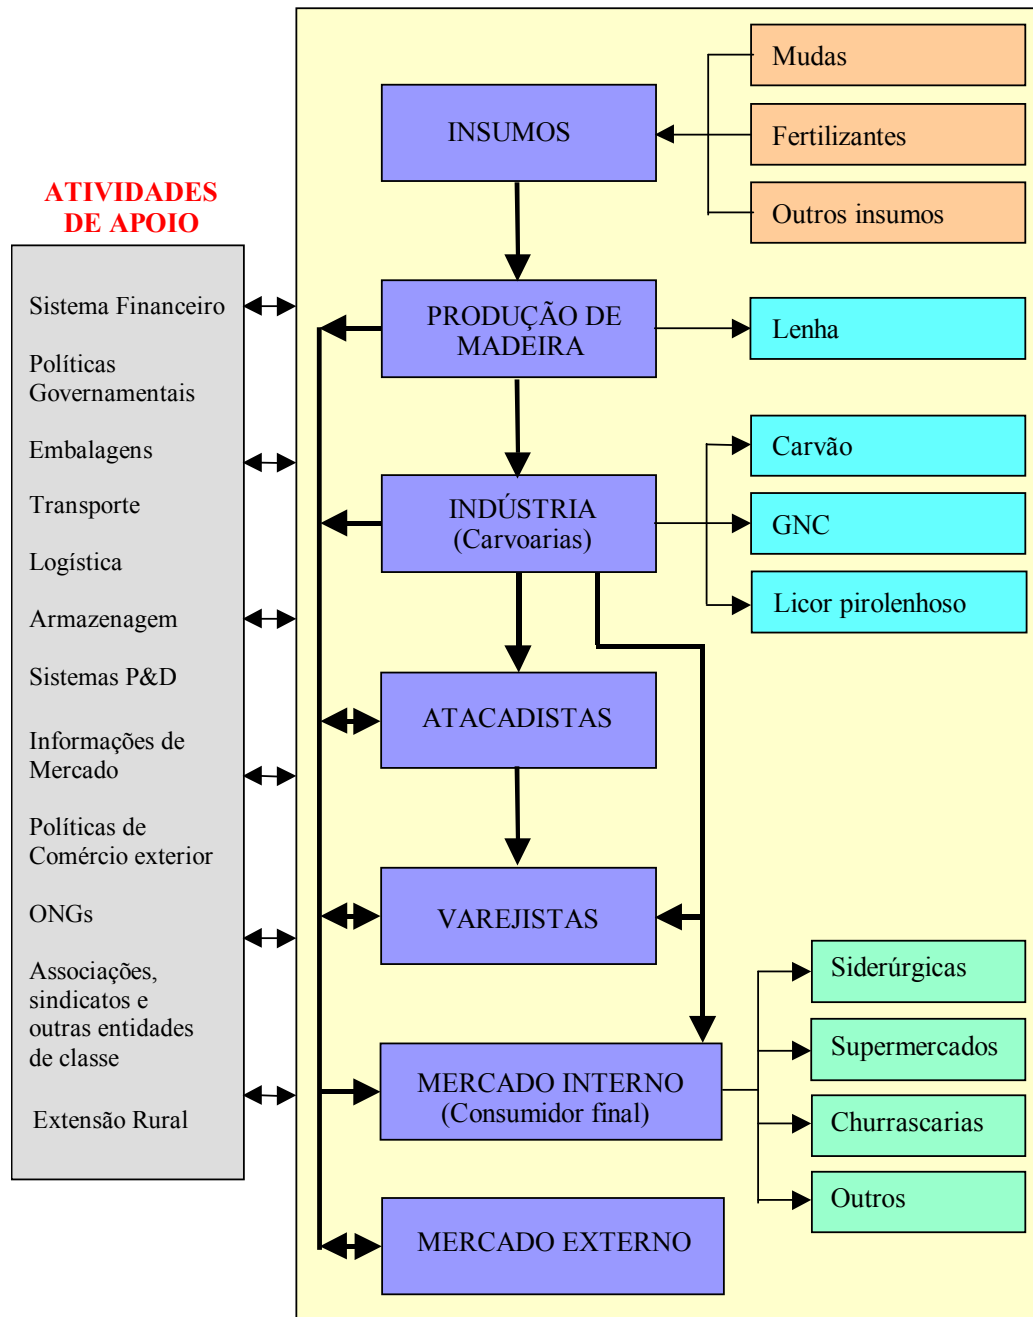 ATIVIDADES
DE APOIO
Sistema Financeiro
Políticas
Governamentais
Embalagens
Transporte
Logística
Armazenagem
Sistemas P&D
Informações de
Mercado
Políticas de
Comércio exterior
ONGs
Associações,
sindicatos e
outras entidades
de classe
Extensão Rural
INSUMOS
Mudas
Fertilizantes
Outros insumos
PRODUÇÃO DE
MADEIRA
Lenha
INDÚSTRIA
(Carvoarias)
Carvão
GNC
Licor pirolenhoso
ATACADISTAS
VAREJISTAS
MERCADO INTERNO
(Consumidor final)
Siderúrgicas
Supermercados
Churrascarias
Outros
MERCADO EXTERNO